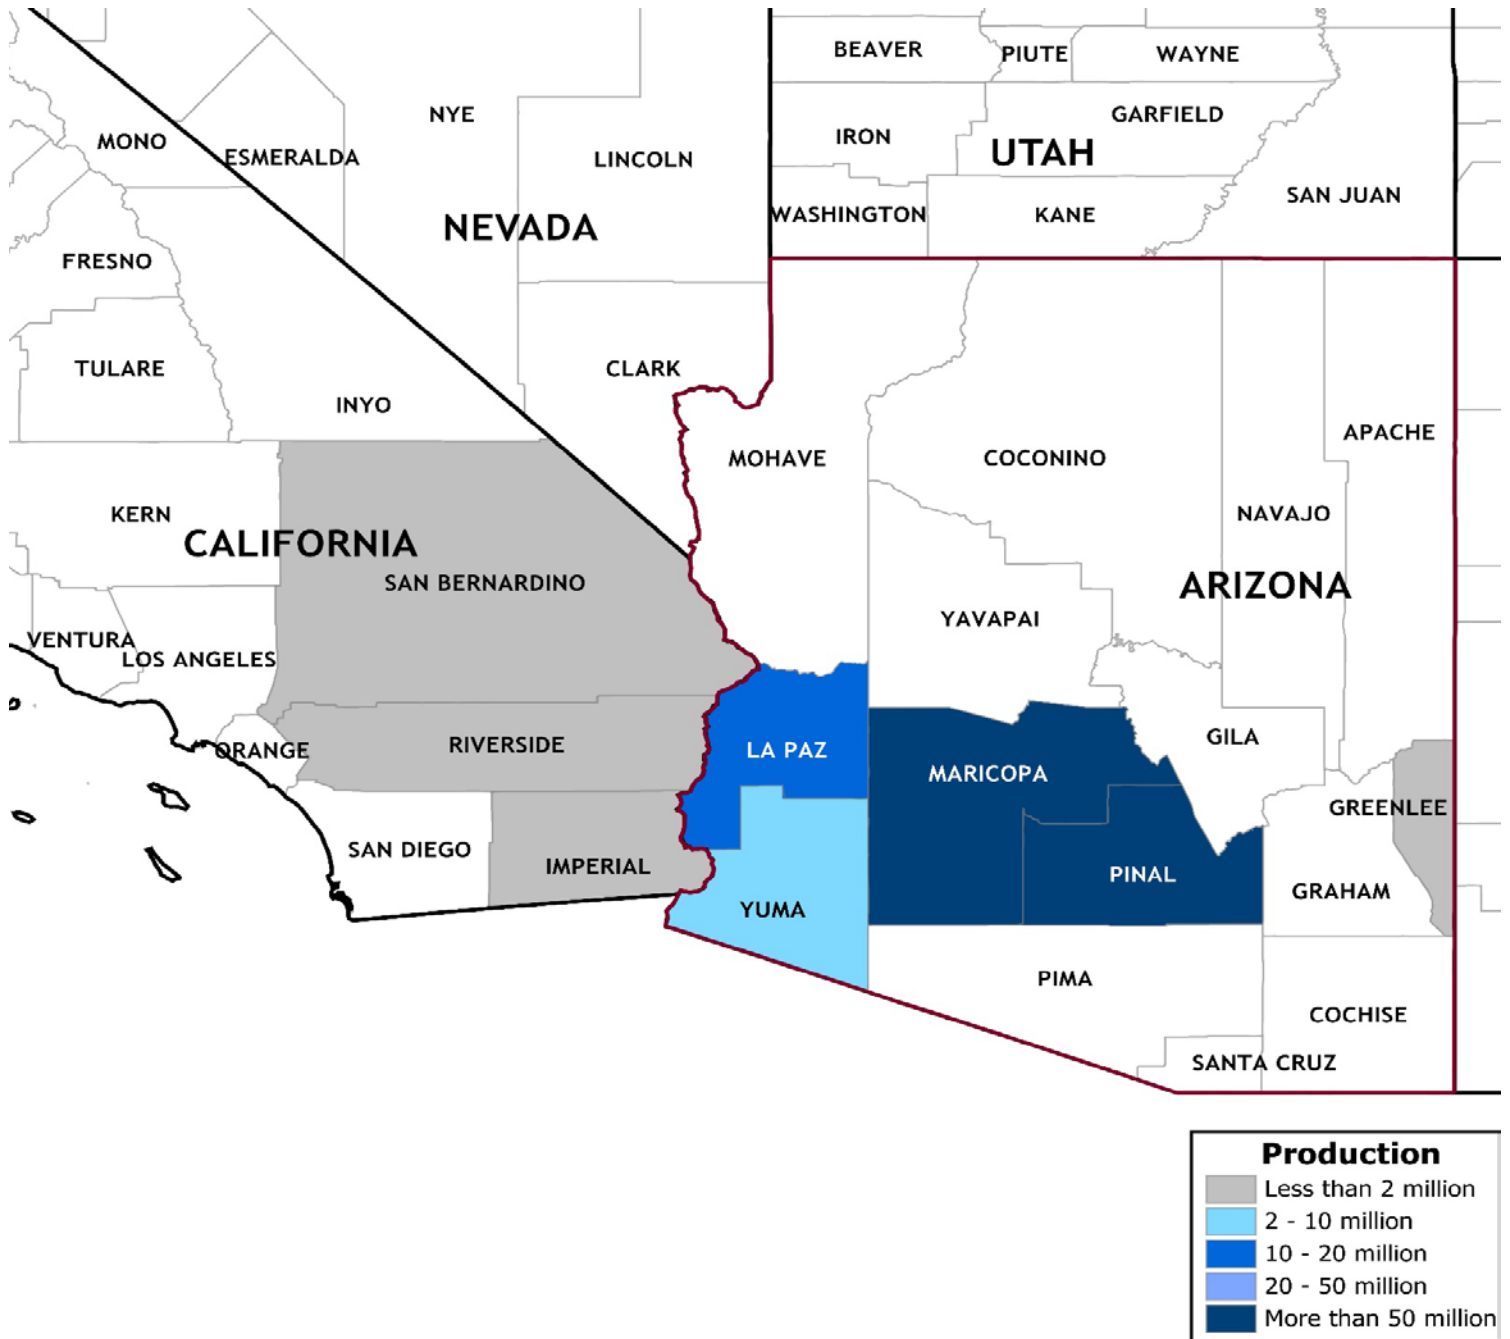 BEAVER
PIUTE
WAYNE
NYE
GARFIELD
MONO
IRON
ESMERALDA
LINCOLN
UTAH
SAN JUAN
WASHINGTON
KANE
NEVADA
FRESNO
TULARE
CLARK
INYO
APACHE
MOHAVE
COCONINO
KERN
NAVAJO
CALIFORNIA
SAN BERNARDINO
ARIZONA
YAVAPAI
VENTURA
LOS ANGELES
GILA
RIVERSIDE
ORANGE
LA PAZ
MARICOPA
GREENLEE
SAN DIEGO
IMPERIAL
PINAL
GRAHAM
YUMA
PIMA
COCHISE
SANTA CRUZ
Production
Less than 2 million
2 - 10 million
10 - 20 million
20 - 50 million
More than 50 million